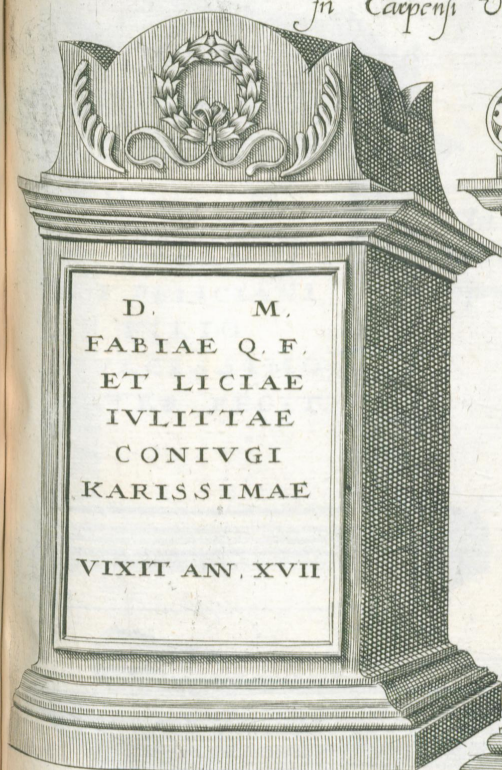 In Carpensi
D. M.
FABIAE Q. F.
ET LICIAE
IVLITTAE
CONIVGI
KARISSIMAE
VIXIT ANN. XVII